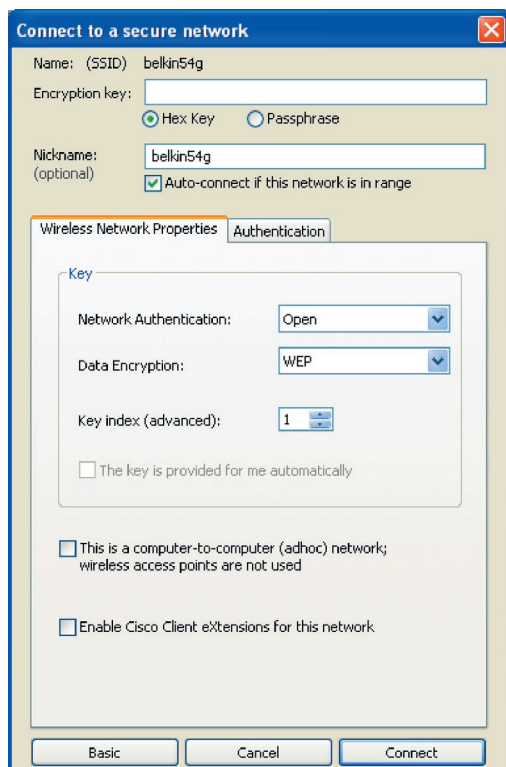 Connect to a secure network
Name: (SSID) belkin54g
Encryption key:
Hex Key Passphrase
Nickname: belkin54g
(optional)
Auto-connect if this network is in range
Wireless Network Properties Authentication
Key
Network Authentication: Open
Data Encryption: WEP
Key index (advanced): 1
The key is provided for me automatically
This is a computer-to-computer (adhoc) network;
wireless access points are not used
Enable Cisco Client eXtensions for this network
Basic Cancel Connect